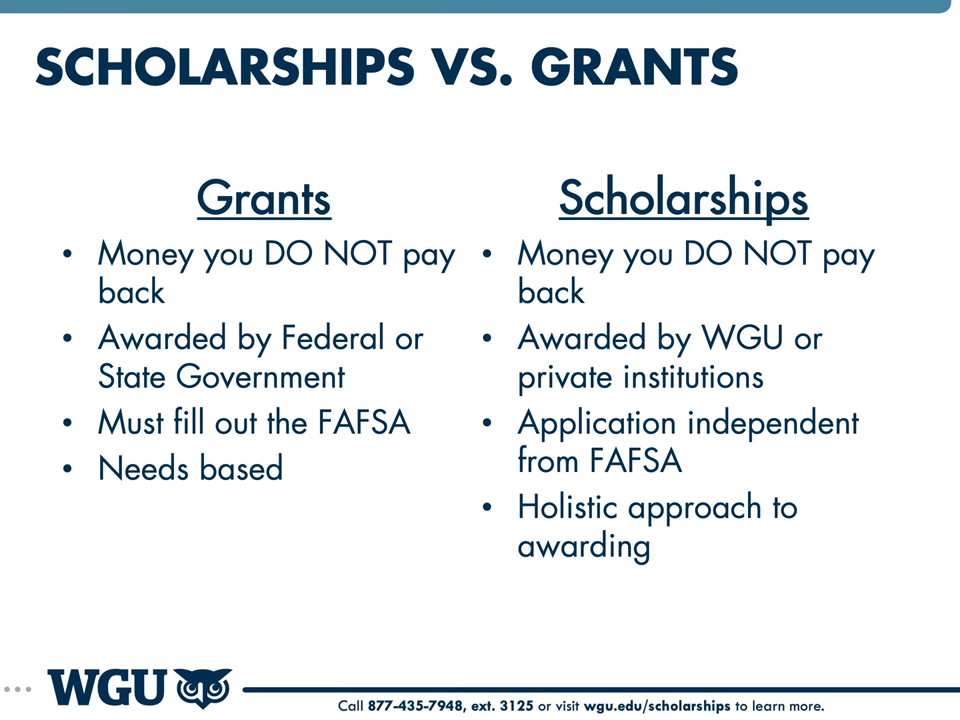 SCHOLARSHIPS VS. GRANTS
Grants
• Money you DO NOT pay
back
• Awarded by Federal or
State Government
• Must fill out the FAFSA
• Needs based
Scholarships
• Money you DO NOT pay
back
• Awarded by WGU or
private institutions
• Application independent
from FAFSA
• Holistic approach to
awarding
WGU
Call 877-435-7948, ext. 3125 or visit wgu.edu/scholarships to learn more.